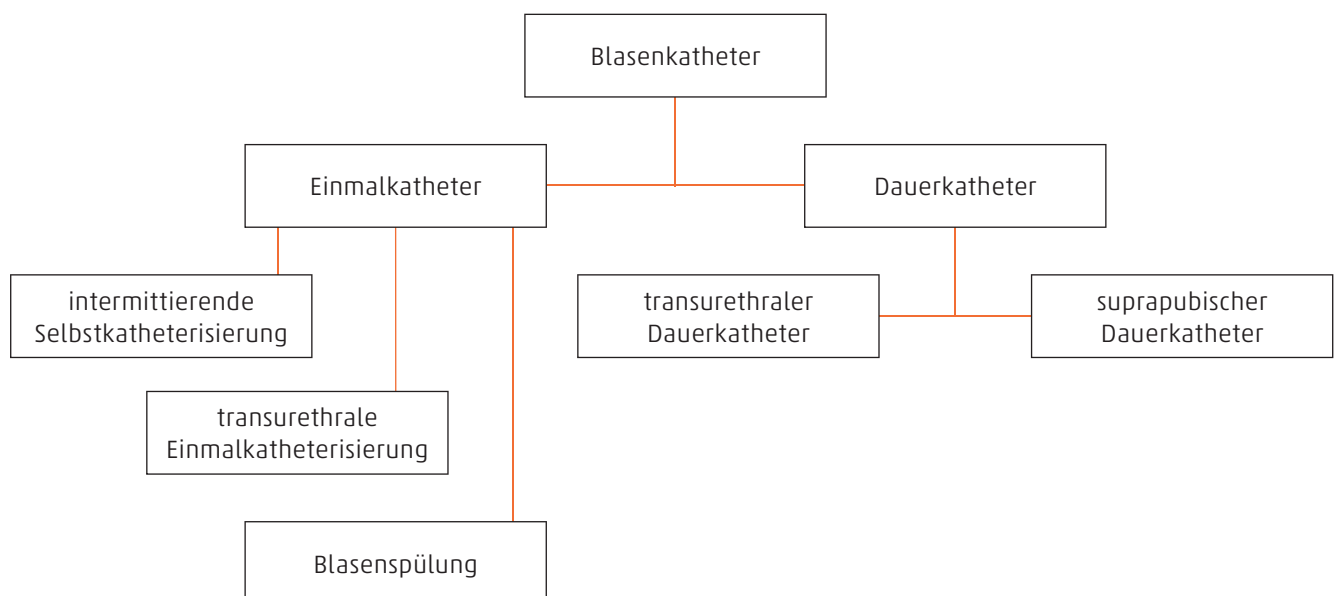 Blasenkatheter
Einmalkatheter
Dauerkatheter
intermittierende
Selbstkatheterisierung
transurethraler
Dauerkatheter
suprapubischer
Dauerkatheter
transurethrale
Einmalkatheterisierung
Blasenspülung